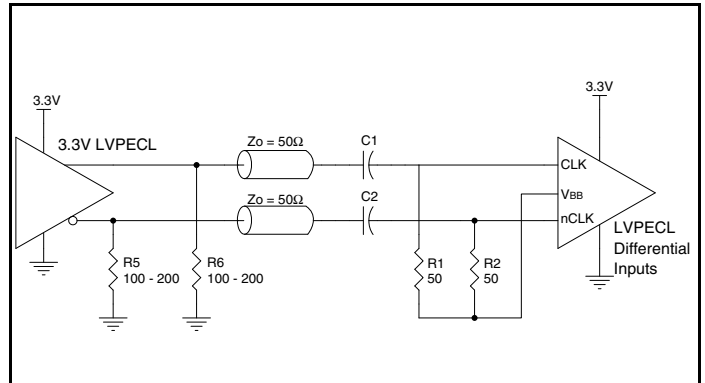 3.3V
3.3V
3.3V LVPECL
Zo = 50Ω
C1
CLK
Zo = 50Ω
C2
VBB
nCLK
LVPECL
Differential
Inputs
R5
100 - 200
R6
100 - 200
R1
50
R2
50